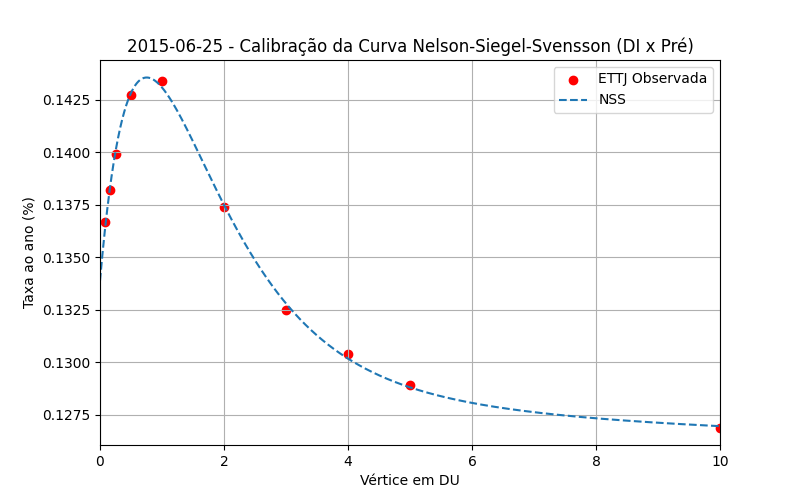 2015-06-25 - Calibração da Curva Nelson-Siegel-Svensson (DI x Pré)
ETTJ Observada
NSS
Taxa ao ano (%)
0.1425
0.1400
0.1375
0.1350
0.1325
0.1300
0.1275
0 2 4 6 8 10
Vértice em DU